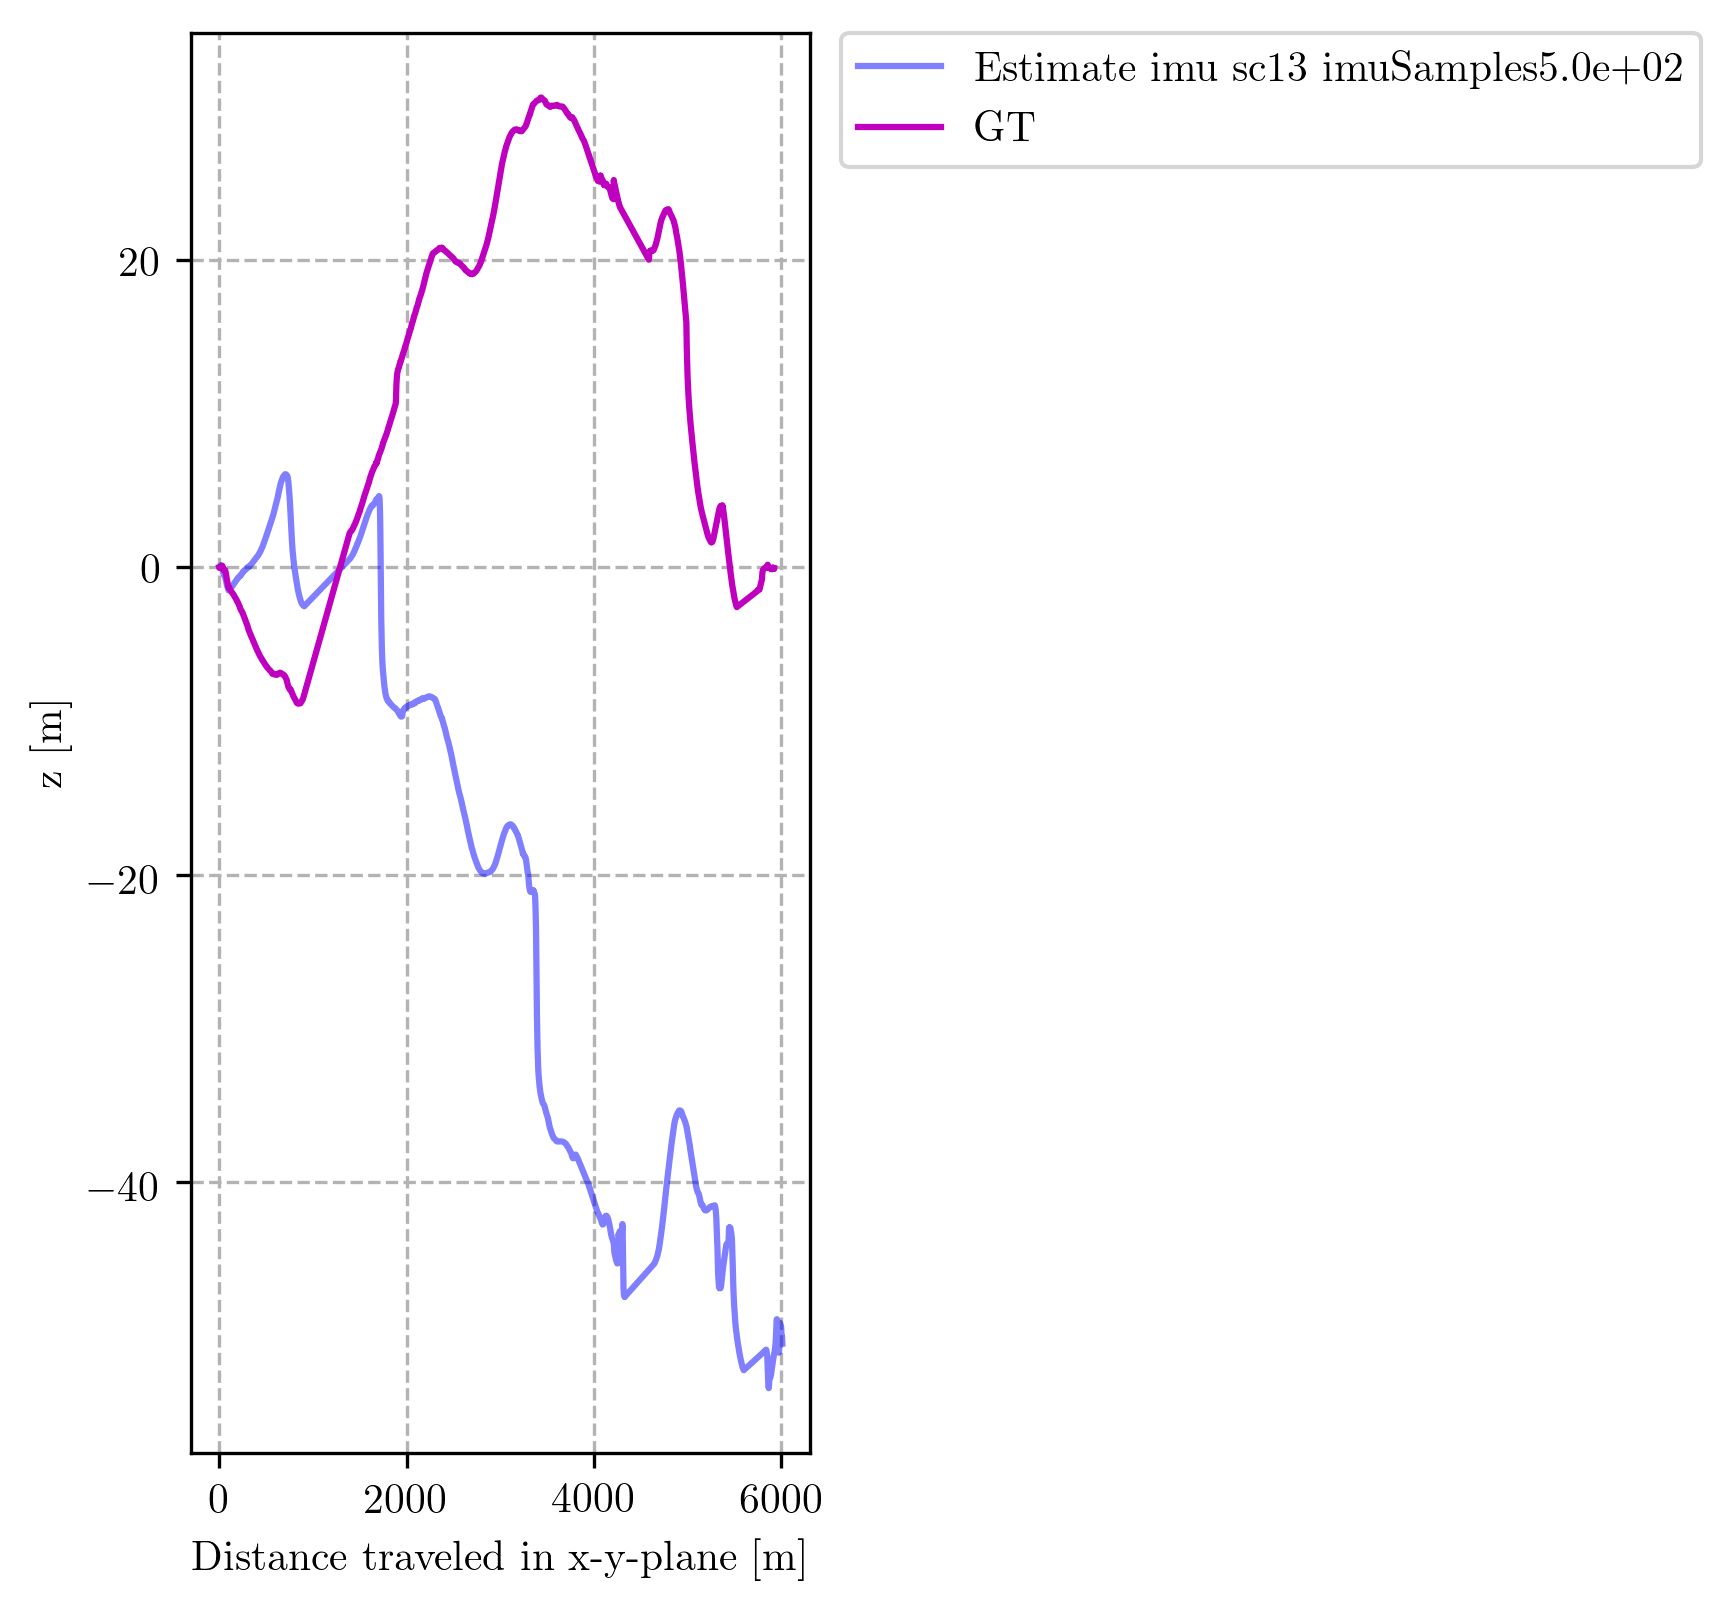 Estimate imu sc13 imuSamples5.0e+02
GT
20
0
−20
−40
z [m]
0 2000 4000 6000
Distance traveled in x-y-plane [m]